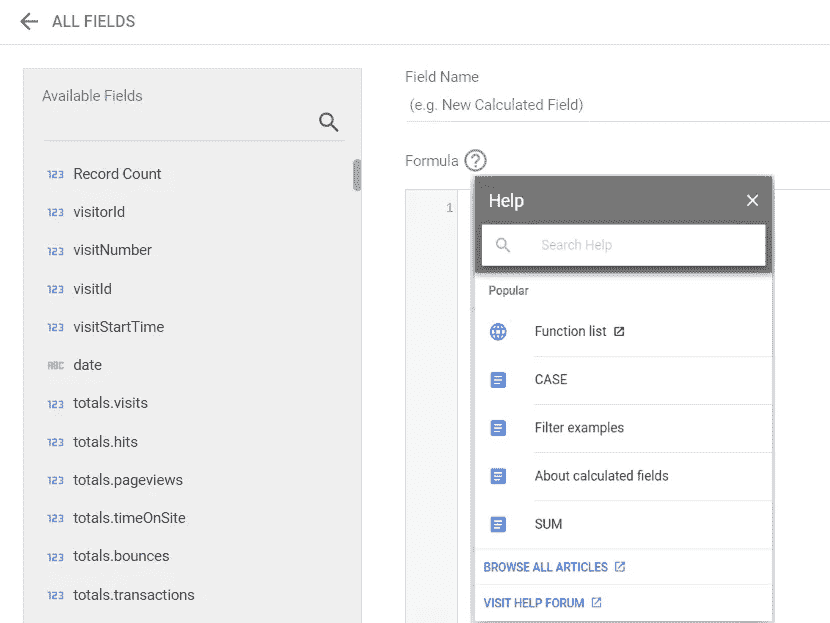 ALL FIELDS
Available Fields
123 Record Count
123 visitorId
123 visitNumber
123 visitId
123 visitStartTime
ABC date
123 totals.visits
123 totals.hits
123 totals.pageviews
123 totals.timeOnSite
123 totals.bounces
123 totals.transactions
Field Name
(e.g. New Calculated Field)
Formula ?
1
Help
Search Help
Popular
Function list
CASE
Filter examples
About calculated fields
SUM
BROWSE ALL ARTICLES
VISIT HELP FORUM